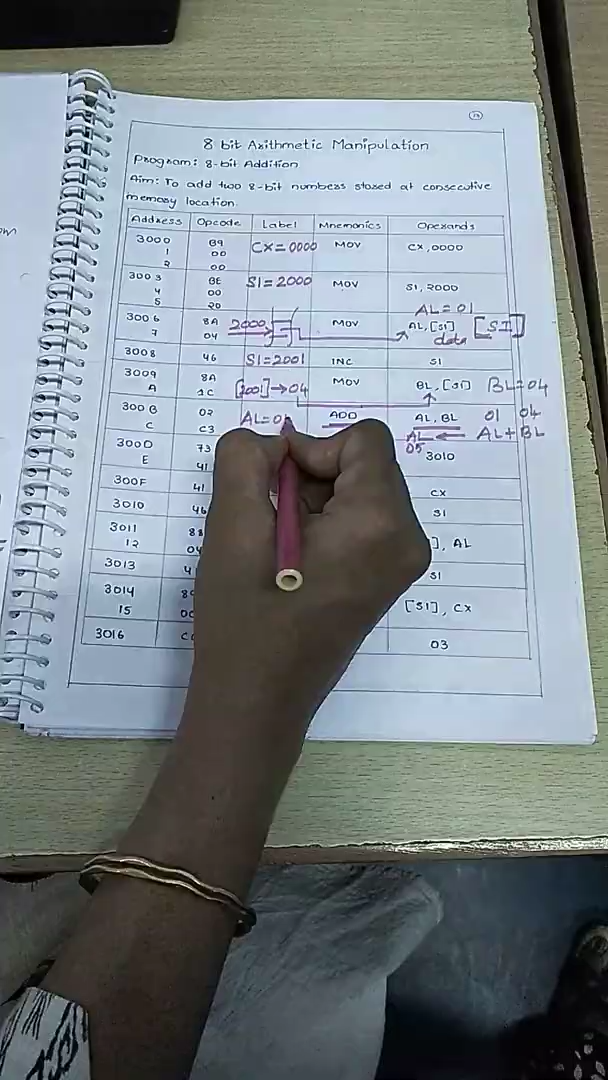 8 bit Arithmetic Manipulation
Program: 8-bit Addition
Aim: To add two 8-bit numbers stored at consecutive
memory location.
Address Opcode Label Mnemonics Operands
3000 B9 CX=0000 MOV CX, 0000
1 00
2 00
3003 BE SI=2000 MOV SI, 2000
4 00
5 20
AL=01
3006 8A 2000 MOV AL, [SI] [SI]
7 04 data
3008 46 SI=2001 INC SI
3009 8A [2001]→04 MOV BL, [SI] BL=04
A 1C
300B 02 AL=0 ADD AL, BL 01 04
C C3 AL ← AL+BL
05
300D 73 3010
E 41
300F 41 CX
3010 46 SI
3011 88 ], AL
12 04
3013 4 SI
3014 89 [SI], CX
15 0
3016 C 03